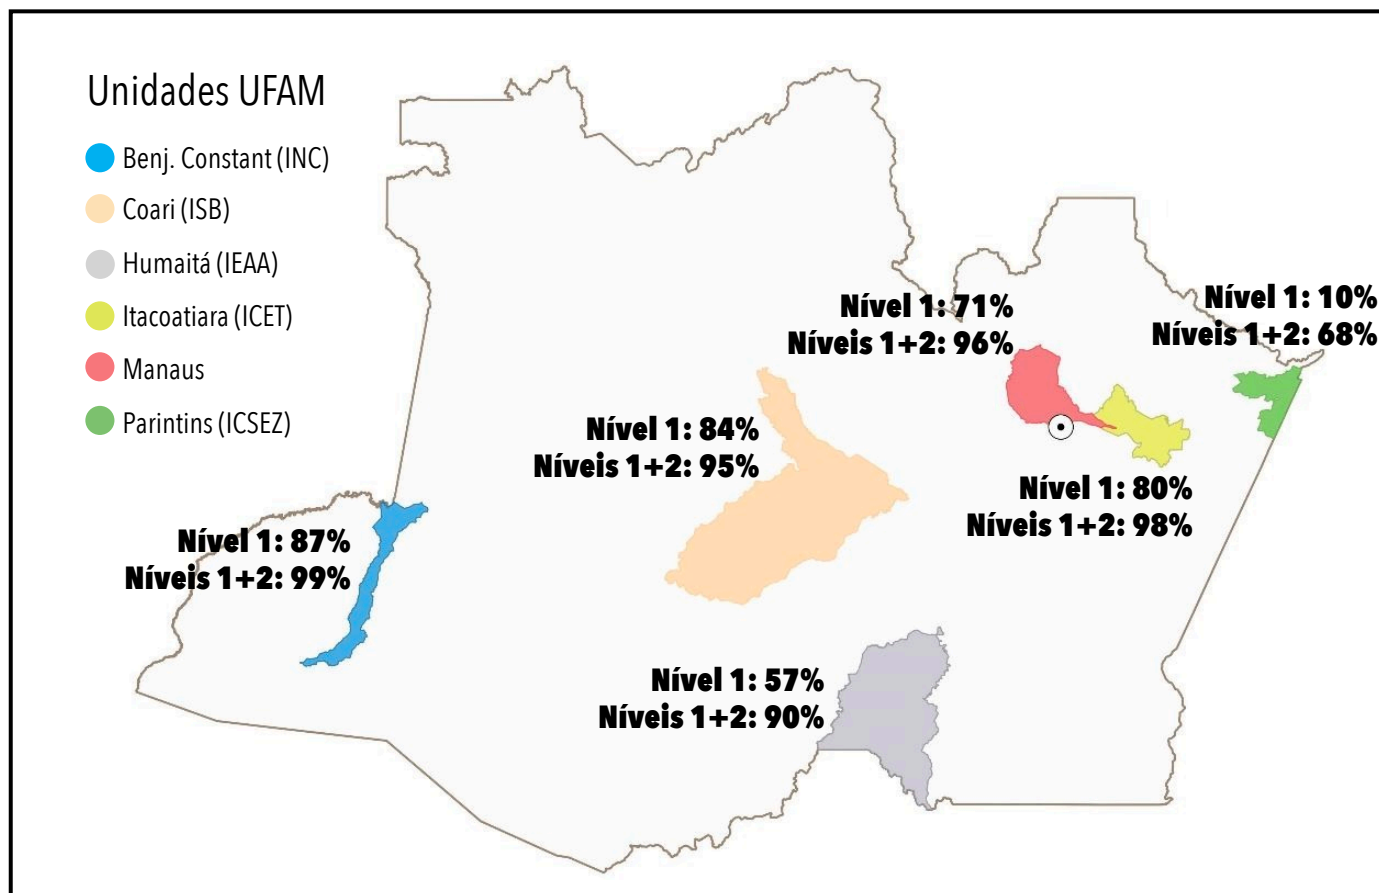 Unidades UFAM
Benj. Constant (INC)
Coari (ISB)
Humaitá (IEAA)
Itacoatiara (ICET)
Manaus
Parintins (ICSEZ)
Nível 1: 71%
Níveis 1+2: 96%
Nível 1: 10%
Níveis 1+2: 68%
Nível 1: 84%
Níveis 1+2: 95%
Nível 1: 80%
Níveis 1+2: 98%
Nível 1: 87%
Níveis 1+2: 99%
Nível 1: 57%
Níveis 1+2: 90%